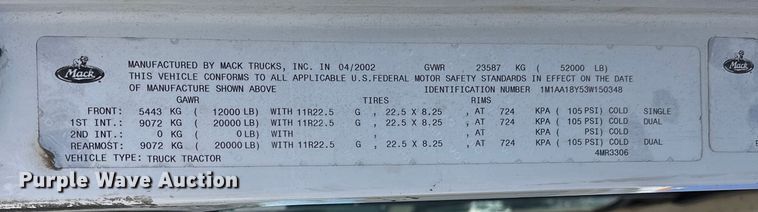 Mack
MANUFACTURED BY MACK TRUCKS, INC. IN 04/2002 GVWR 23587 KG ( 52000 LB)
THIS VEHICLE CONFORMS TO ALL APPLICABLE U.S.FEDERAL MOTOR SAFETY STANDARDS IN EFFECT ON THE DATE
OF MANUFACTURE SHOWN ABOVE IDENTIFICATION NUMBER 1M1AA18Y53W150348
GAWR TIRES RIMS
FRONT: 5443 KG ( 12000 LB) WITH 11R22.5 G , 22.5 X 8.25 , AT 724 KPA ( 105 PSI) COLD SINGLE
1ST INT: 9072 KG ( 20000 LB) WITH 11R22.5 G , 22.5 X 8.25 , AT 724 KPA ( 105 PSI) COLD DUAL
2ND INT: 0 KG ( 0 LB) WITH , , AT KPA ( PSI) COLD
REARMOST: 9072 KG ( 20000 LB) WITH 11R22.5 G , 22.5 X 8.25 , AT 724 KPA ( 105 PSI) COLD DUAL
VEHICLE TYPE: TRUCK TRACTOR 4MR3306
Mack
Purple Wave Auction